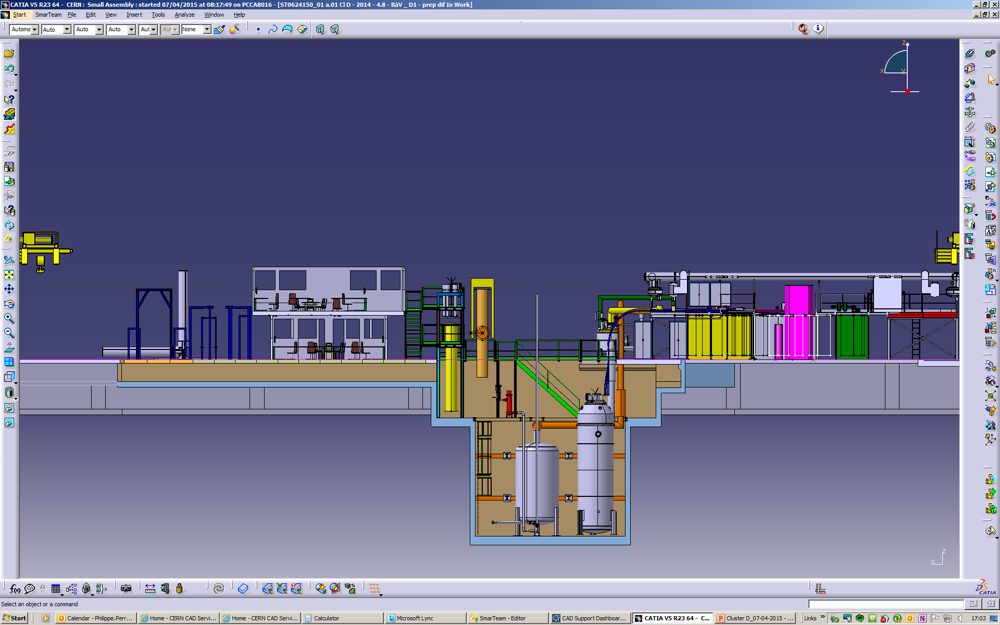 CATIA V5 R23 64 - CERN : Small Assembly : started 07/04/2015 at 08:17:49 on PCCA8016 - [ST0624150_01 a.01 Cl D - 2014 - 4.8 - BàV _ D1 - prep dif In Work]
Start SmarTeam File Edit View Insert Tools Analyze Window Help
Automa Auto Auto Auto Aut Aut None
z
x y
z
x
f(x)
DS CATIA
Select an object or a command
Start Calendar - Philippe.Perr... Home - CERN CAD Servi... Home - CERN CAD Servi... Calculator Microsoft Lync SmarTeam - Editor CAD Support Dashboar... CATIA V5 R23 64 - C... Cluster D_07-04-2015 - ... Links » 17:03